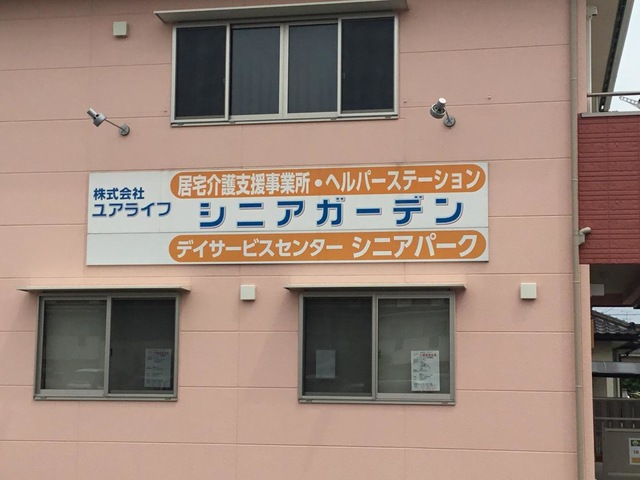 株式会社
ユアライフ
居宅介護支援事業所・ヘルパーステーション
シニアガーデン
デイサービスセンター シニアパーク